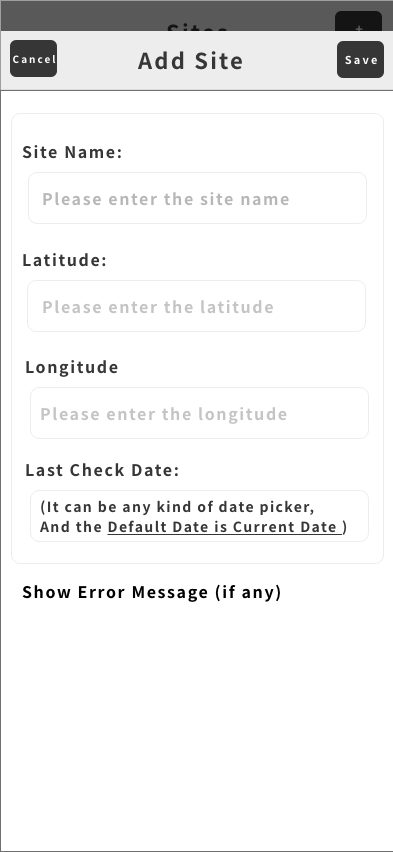 Sites
+
Cancel
Add Site
Save
Site Name:
Please enter the site name
Latitude:
Please enter the latitude
Longitude
Please enter the longitude
Last Check Date:
(It can be any kind of date picker,
And the Default Date is Current Date )
Show Error Message (if any)